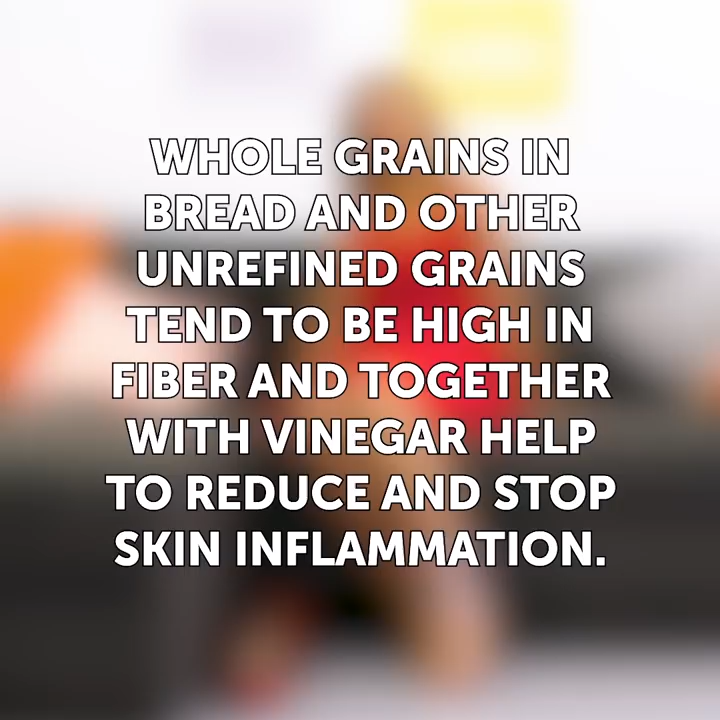 WHOLE GRAINS IN
BREAD AND OTHER
UNREFINED GRAINS
TEND TO BE HIGH IN
FIBER AND TOGETHER
WITH VINEGAR HELP
TO REDUCE AND STOP
SKIN INFLAMMATION.